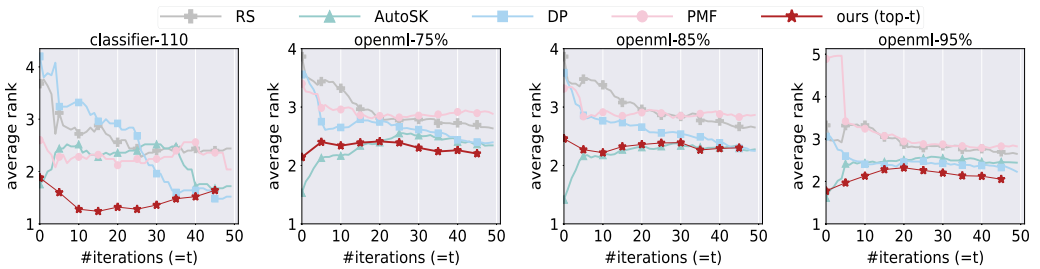 RS AutoSK DP PMF ours (top-t)
classifier-110 openml-75% openml-85% openml-95%
average rank
4
3
2
1
0 10 20 30 40 50
#iterations (=t)
average rank
4
3
2
1
0 10 20 30 40 50
#iterations (=t)
average rank
4
3
2
1
0 10 20 30 40 50
#iterations (=t)
average rank
5
4
3
2
1
0 10 20 30 40 50
#iterations (=t)